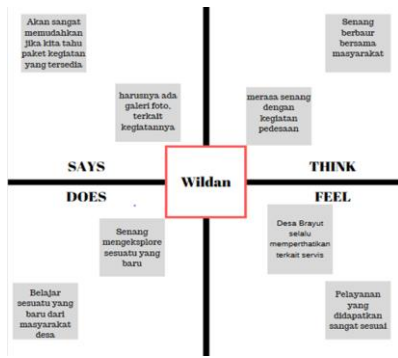 Akan sangat
memudahkan
jika kita tahu
paket kegiatan
yang tersedia
harusnya ada
galeri foto,
terkait
kegiatannya
SAYS
Senang
berbaur
bersama
masyarakat
merasa senang
dengan
kegiatan
pedesaan
THINK
Wildan
DOES
Senang
mengeksplore
sesuatu yang
baru
Belajar
sesuatu yang
baru dari
masyarakat
desa
FEEL
Desa Brayut
selalu
memperthatikan
terkait servis
Pelayanan
yang
didapatkan
sangat sesuai